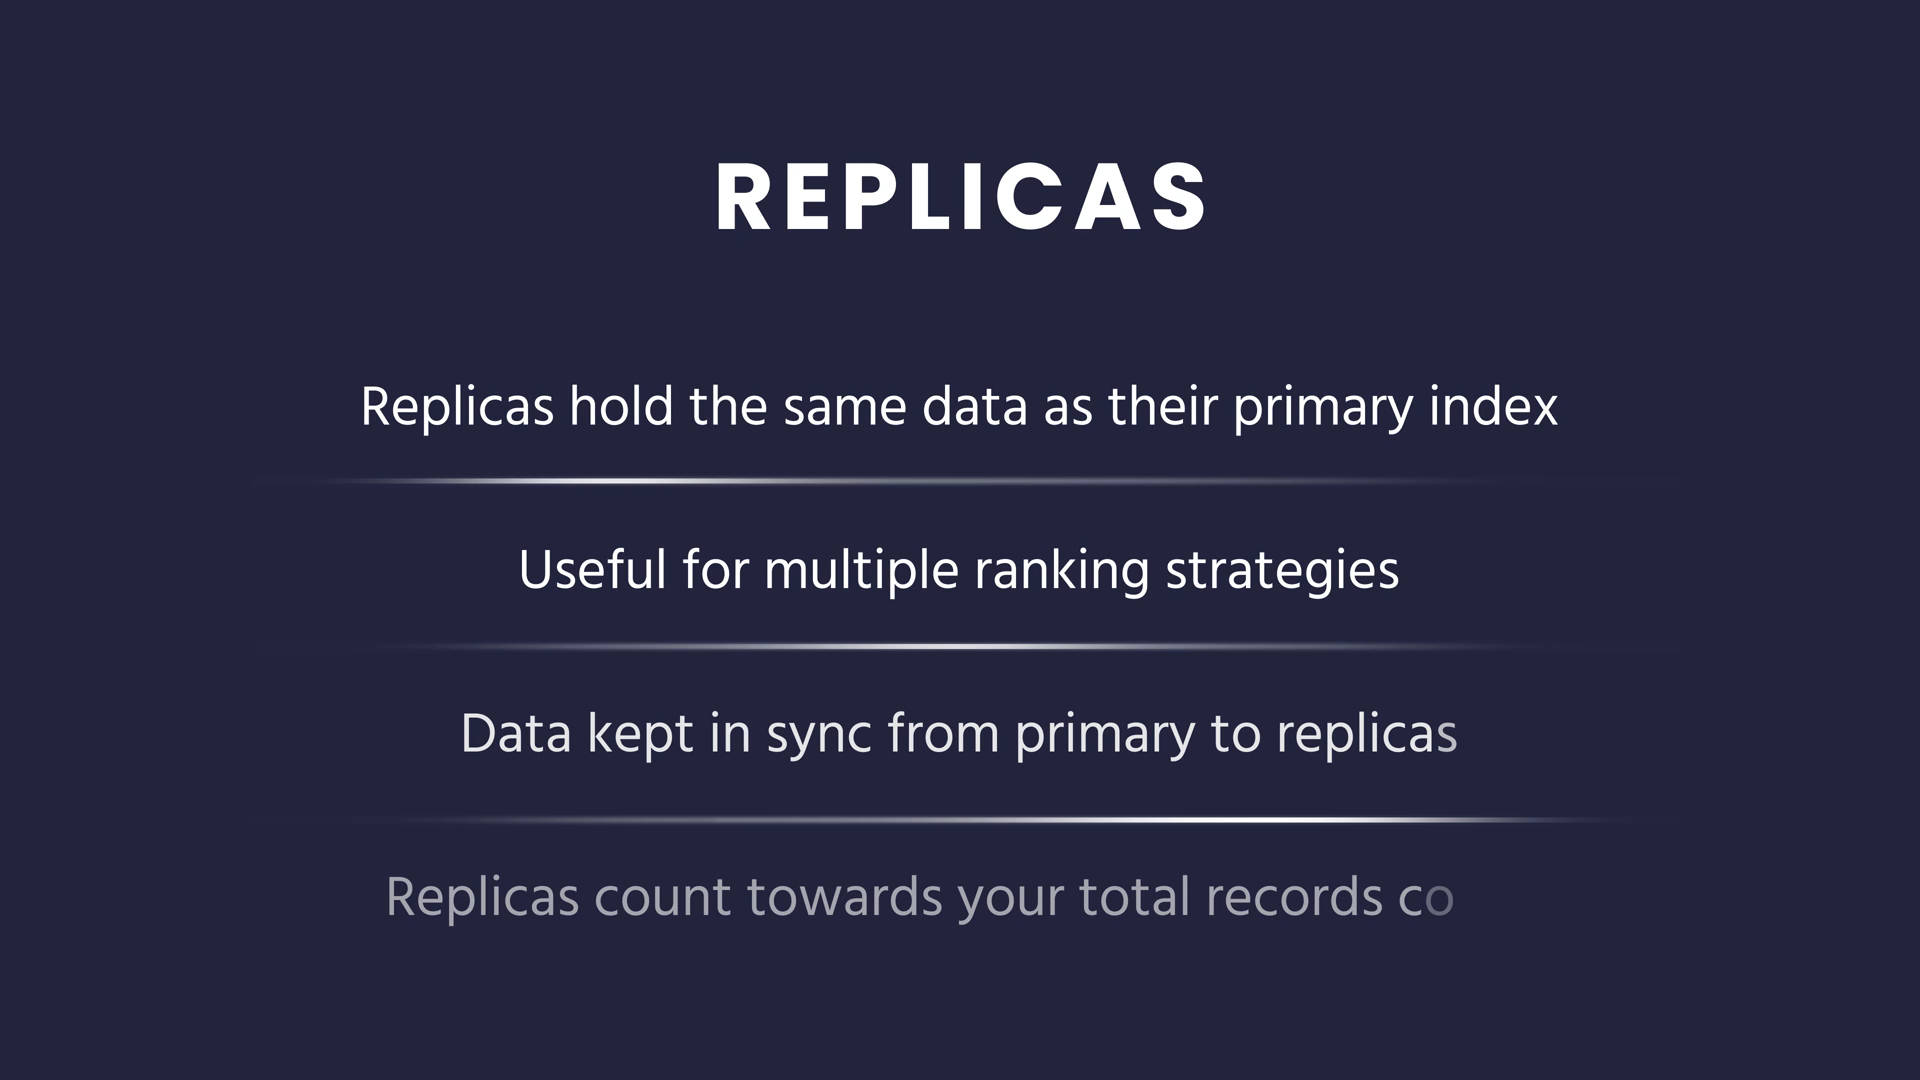 REPLICAS
Replicas hold the same data as their primary index
Useful for multiple ranking strategies
Data kept in sync from primary to replicas
Replicas count towards your total records co